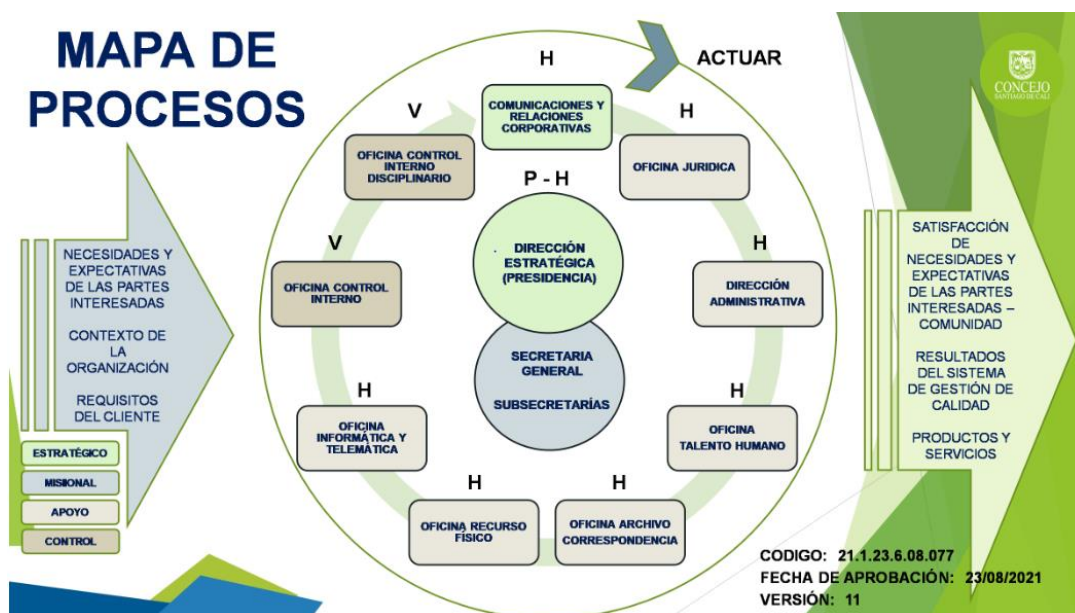 MAPA DE
PROCESOS
ACTUAR
CONCEJO
SANTIAGO DE CALI
H
COMUNICACIONES Y
RELACIONES
CORPORATIVAS
H
OFICINA JURIDICA
H
DIRECCIÓN
ADMINISTRATIVA
H
OFICINA
TALENTO HUMANO
H
OFICINA ARCHIVO
CORRESPONDENCIA
H
OFICINA RECURSO
FÍSICO
H
OFICINA
INFORMÁTICA Y
TELEMÁTICA
V
OFICINA CONTROL
INTERNO
V
OFICINA CONTROL
INTERNO
DISCIPLINARIO
P - H
DIRECCIÓN
ESTRATÉGICA
(PRESIDENCIA)
SECRETARIA
GENERAL
SUBSECRETARÍAS
NECESIDADES Y
EXPECTATIVAS
DE LAS PARTES
INTERESADAS
CONTEXTO DE
LA
ORGANIZACIÓN
REQUISITOS
DEL CLIENTE
ESTRATÉGICO
MISIONAL
APOYO
CONTROL
SATISFACCIÓN
DE
NECESIDADES Y
EXPECTATIVAS
DE LAS PARTES
INTERESADAS –
COMUNIDAD
RESULTADOS
DEL SISTEMA
DE GESTIÓN DE
CALIDAD
PRODUCTOS Y
SERVICIOS
CODIGO: 21.1.23.6.08.077
FECHA DE APROBACIÓN: 23/08/2021
VERSIÓN: 11